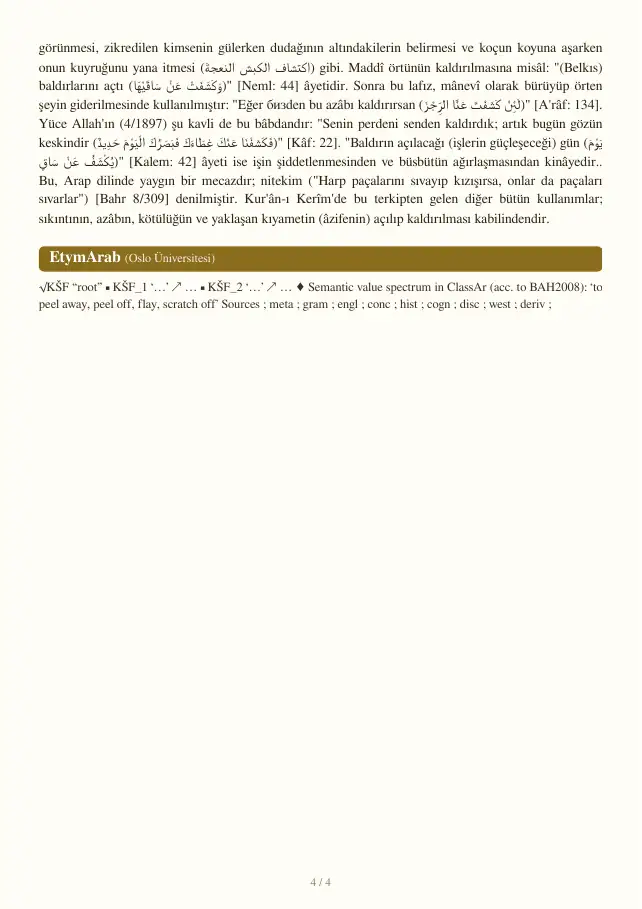 görünmesi, zikredilen kimsenin gülerken dudağının altındakilerin belirmesi ve koçun koyuna aşarken
onun kuyruğunu yana itmesi (اكتشاف الكبش النعجة) gibi. Maddî örtünün kaldırılmasına misâl: "(Belkıs)
baldırlarını açtı (وَكَشَفَتْ عَنْ سَاقَيْهَا)" [Neml: 44] âyetidir. Sonra bu lafız, mânevî olarak bürüyüp örten
şeyin giderilmesinde kullanılmıştır: "Eğer бизden bu azâbı kaldırırsan (لَئِنْ كَشَفْتَ عَنَّا الرِّجْزَ)" [A'râf: 134].
Yüce Allah'ın (4/1897) şu kavli de bu bâbdandır: "Senin perdeni senden kaldırdık; artık bugün gözün
keskindir (فَكَشَفْنَا عَنْكَ غِطَاءَكَ فَبَصَرُكَ الْيَوْمَ حَدِيدٌ)" [Kâf: 22]. "Baldırın açılacağı (işlerin güçleşeceği) gün (يَوْمَ
يُكْشَفُ عَنْ سَاقٍ)" [Kalem: 42] âyeti ise işin şiddetlenmesinden ve büsbütün ağırlaşmasından kinâyedir..
Bu, Arap dilinde yaygın bir mecazdır; nitekim ("Harp paçalarını sıvayıp kızışırsa, onlar da paçaları
sıvarlar") [Bahr 8/309] denilmiştir. Kur'ân-ı Kerîm'de bu terkipten gelen diğer bütün kullanımlar;
sıkıntının, azâbın, kötülüğün ve yaklaşan kıyametin (âzifenin) açılıp kaldırılması kabilindendir.
EtymArab (Oslo Üniversitesi)
√KŠF “root” ▪ KŠF_1 ‘…’ ↗ … ▪ KŠF_2 ‘…’ ↗ … ♦ Semantic value spectrum in ClassAr (acc. to BAH2008): ‘to
peel away, peel off, flay, scratch off’ Sources ; meta ; gram ; engl ; conc ; hist ; cogn ; disc ; west ; deriv ;
4 / 4